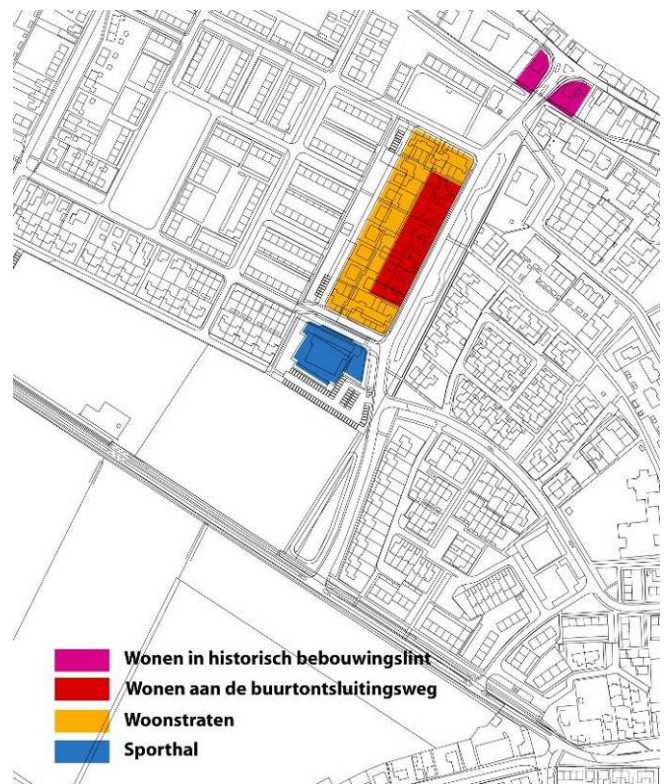 Wonen in historisch bebouwingslint
Wonen aan de buurtontsluitingsweg
Woonstraten
Sporthal